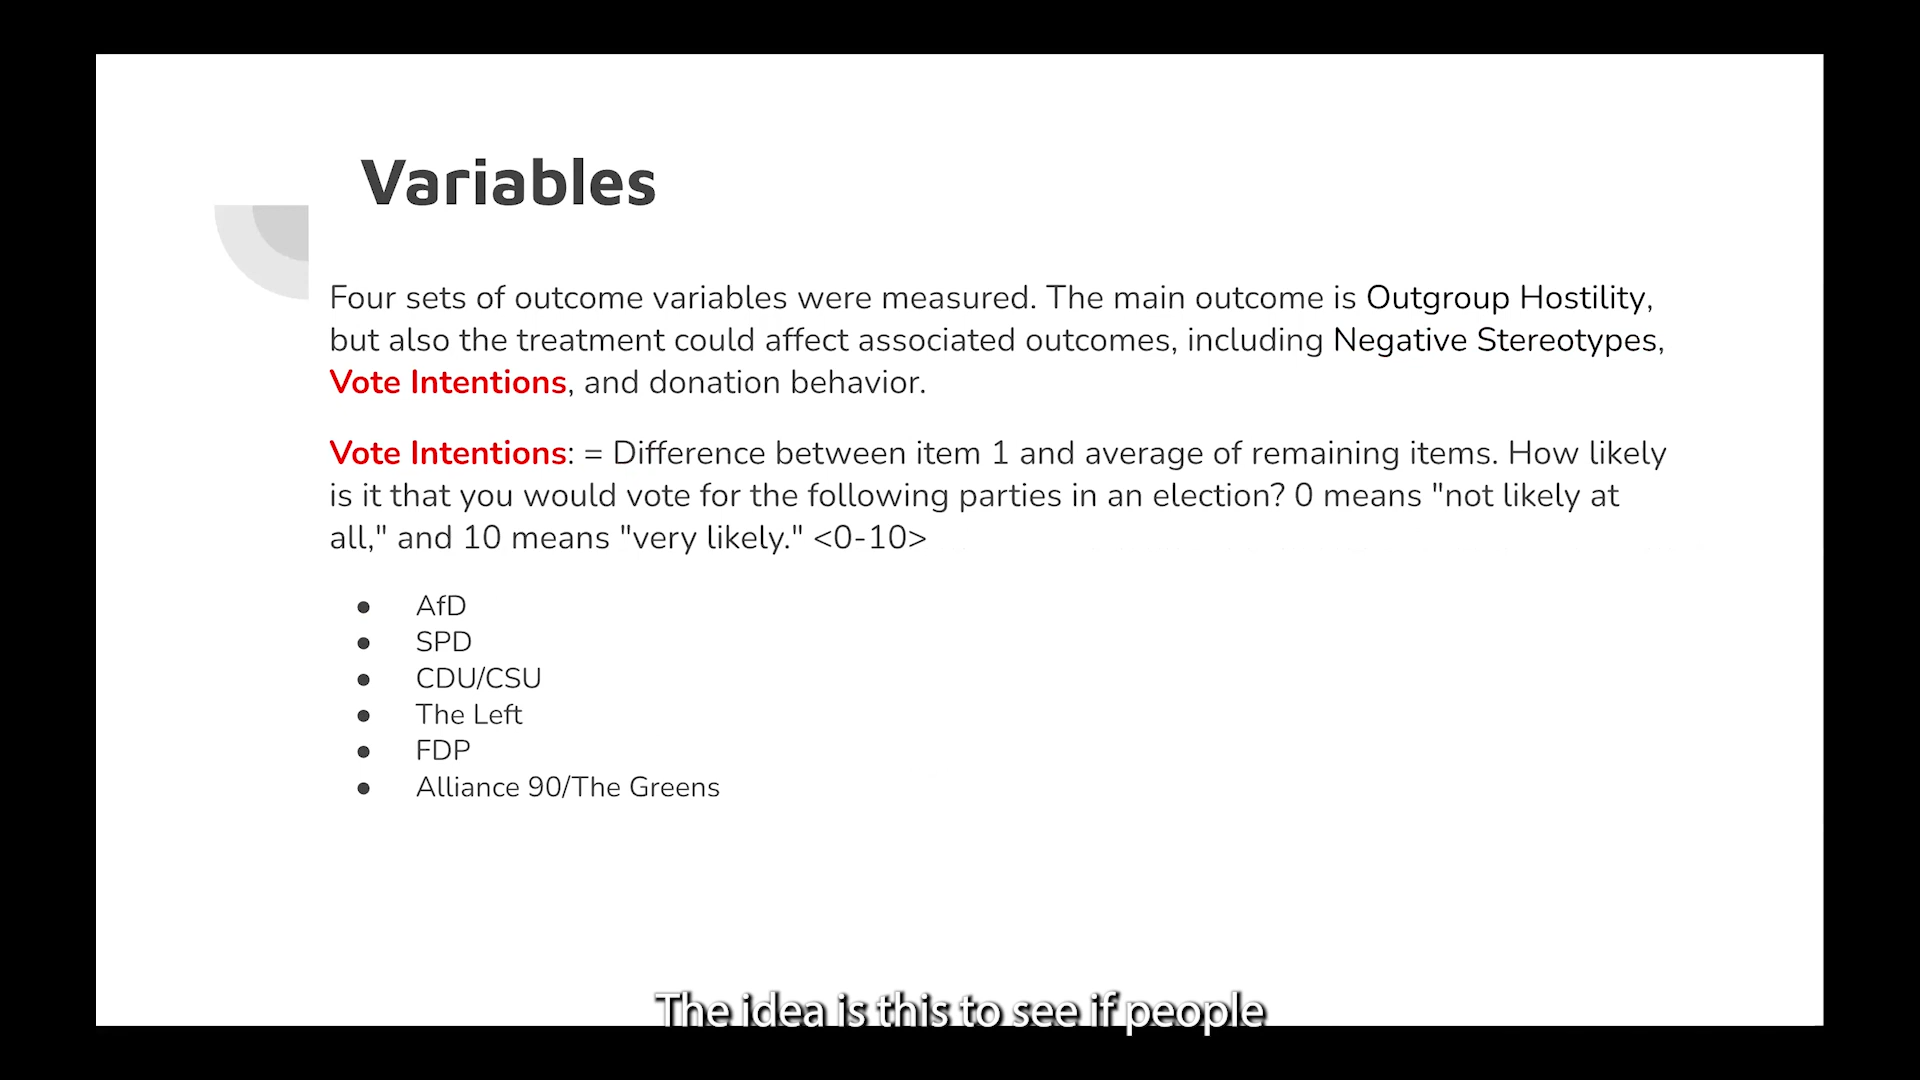 Variables
Four sets of outcome variables were measured. The main outcome is Outgroup Hostility,
but also the treatment could affect associated outcomes, including Negative Stereotypes,
Vote Intentions, and donation behavior.
Vote Intentions: = Difference between item 1 and average of remaining items. How likely
is it that you would vote for the following parties in an election? 0 means "not likely at
all," and 10 means "very likely." <0-10>
● AfD
● SPD
● CDU/CSU
● The Left
● FDP
● Alliance 90/The Greens
The idea is this to see if people